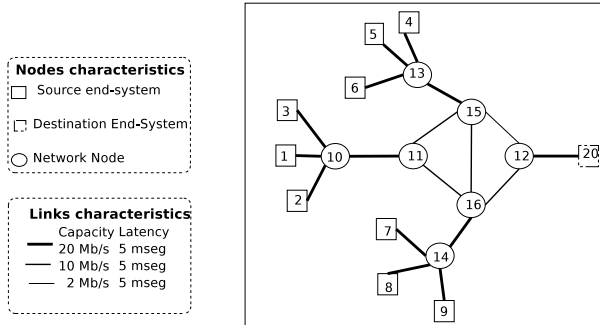 Nodes characteristics
Source end-system
Destination End-System
Network Node
Links characteristics
Capacity Latency
20 Mb/s 5 mseg
10 Mb/s 5 mseg
2 Mb/s 5 mseg
4
5
13
6
15
3
1
10
11
12
20
2
16
7
14
8
9